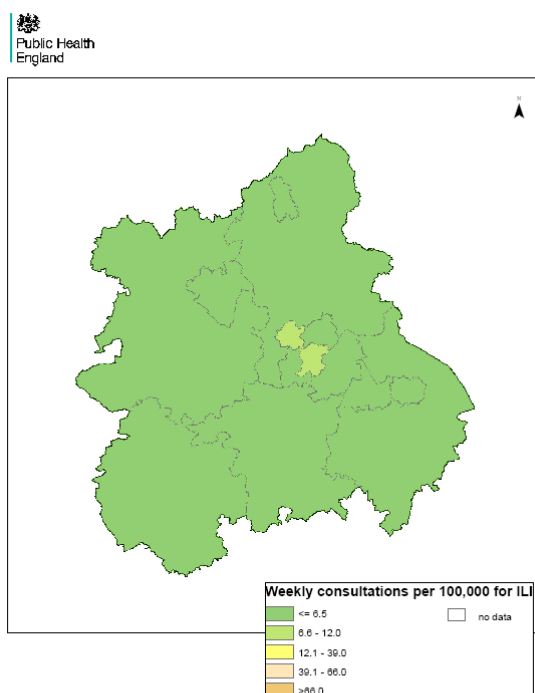 Public Health
England
N
Weekly consultations per 100,000 for ILI
<= 6.5
no data
6.6 - 12.0
12.1 - 39.0
39.1 - 66.0
>66.0